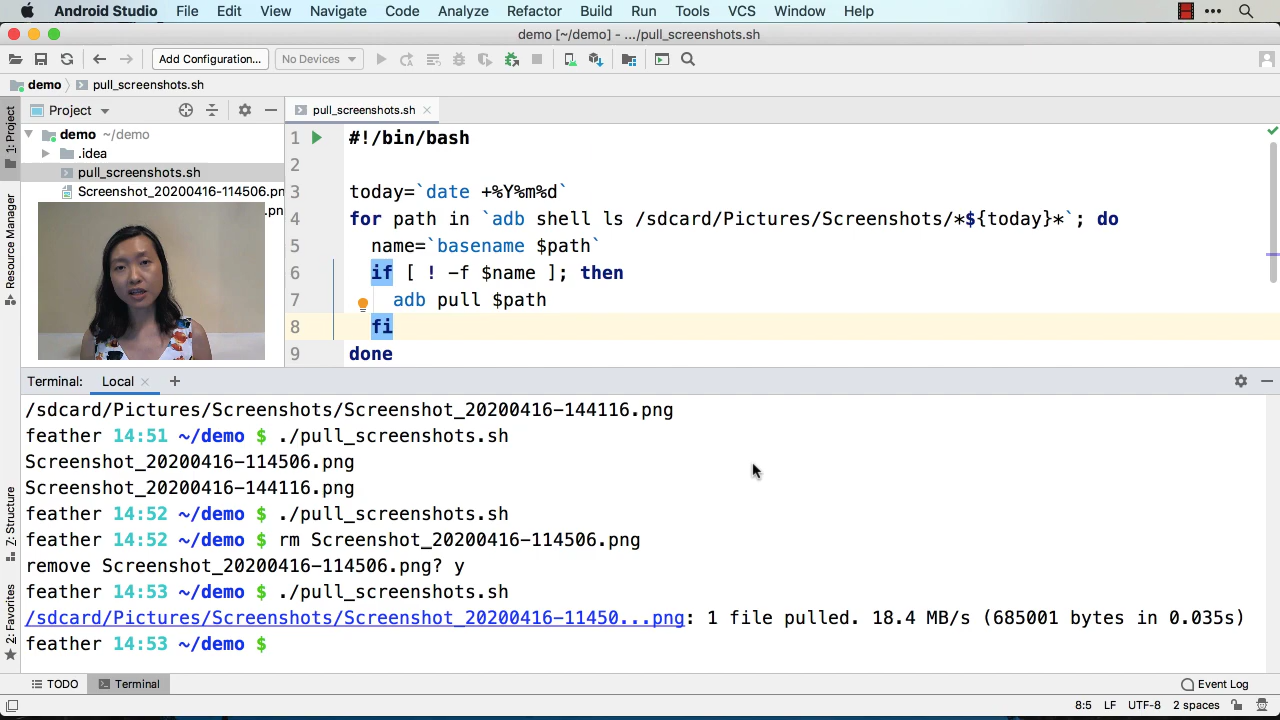 Android Studio File Edit View Navigate Code Analyze Refactor Build Run Tools VCS Window Help
demo [~/demo] - .../pull_screenshots.sh
Add Configuration... No Devices
demo pull_screenshots.sh
1: Project
Resource Manager
Z: Structure
2: Favorites
Project
demo ~/demo
.idea
pull_screenshots.sh
Screenshot_20200416-114506.pn
.pn
pull_screenshots.sh
1 #!/bin/bash
2
3 today=`date +%Y%m%d`
4 for path in `adb shell ls /sdcard/Pictures/Screenshots/*${today}*`; do
5 name=`basename $path`
6 if [ ! -f $name ]; then
7 adb pull $path
8 fi
9 done
Terminal: Local
/sdcard/Pictures/Screenshots/Screenshot_20200416-144116.png
feather 14:51 ~/demo $ ./pull_screenshots.sh
Screenshot_20200416-114506.png
Screenshot_20200416-144116.png
feather 14:52 ~/demo $ ./pull_screenshots.sh
feather 14:52 ~/demo $ rm Screenshot_20200416-114506.png
remove Screenshot_20200416-114506.png? y
feather 14:53 ~/demo $ ./pull_screenshots.sh
/sdcard/Pictures/Screenshots/Screenshot_20200416-11450...png: 1 file pulled. 18.4 MB/s (685001 bytes in 0.035s)
feather 14:53 ~/demo $
TODO Terminal Event Log
8:5 LF UTF-8 2 spaces